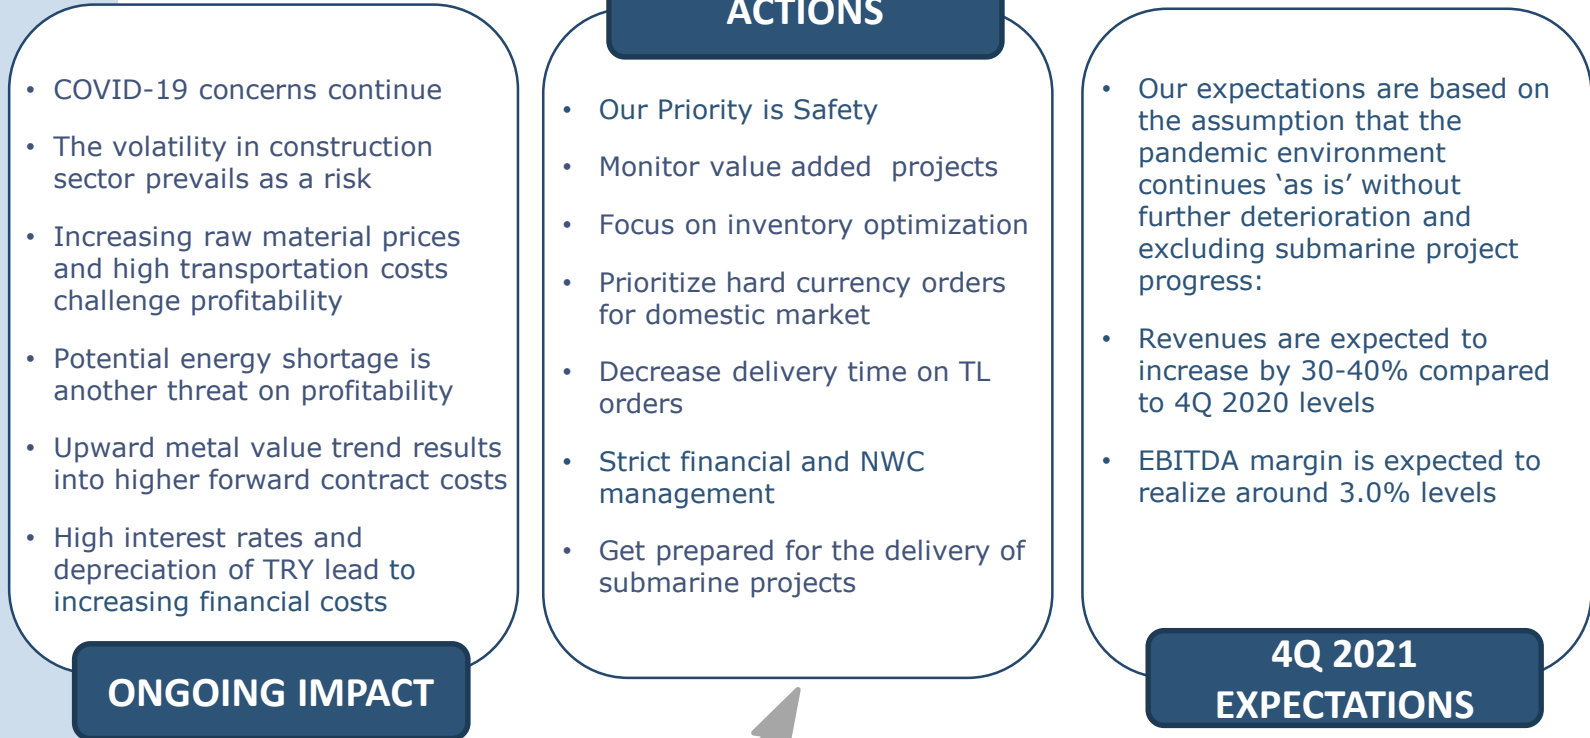 • COVID-19 concerns continue
• The volatility in construction
sector prevails as a risk
• Increasing raw material prices
and high transportation costs
challenge profitability
• Potential energy shortage is
another threat on profitability
• Upward metal value trend results
into higher forward contract costs
• High interest rates and
depreciation of TRY lead to
increasing financial costs
ONGOING IMPACT
ACTIONS
• Our Priority is Safety
• Monitor value added  projects
• Focus on inventory optimization
• Prioritize hard currency orders
for domestic market
• Decrease delivery time on TL
orders
• Strict financial and NWC
management
• Get prepared for the delivery of
submarine projects
• Our expectations are based on
the assumption that the
pandemic environment
continues ‘as is’ without
further deterioration and
excluding submarine project
progress:
• Revenues are expected to
increase by 30-40% compared
to 4Q 2020 levels
• EBITDA margin is expected to
realize around 3.0% levels
4Q 2021
EXPECTATIONS